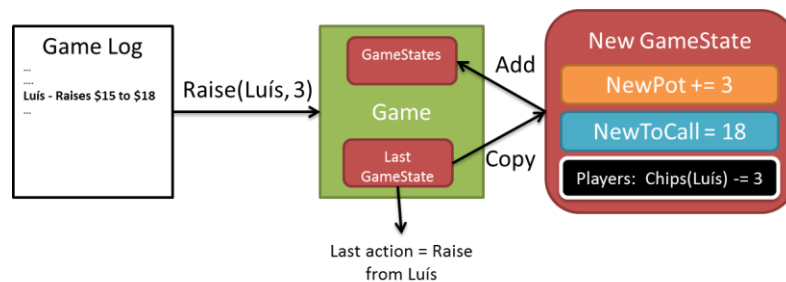 Game Log
...
....
Luís - Raises $15 to $18
...
Raise(Luís, 3)
GameStates
Game
Last
GameState
Last action = Raise
from Luís
Add
Copy
New GameState
NewPot += 3
NewToCall = 18
Players: Chips(Luís) -= 3